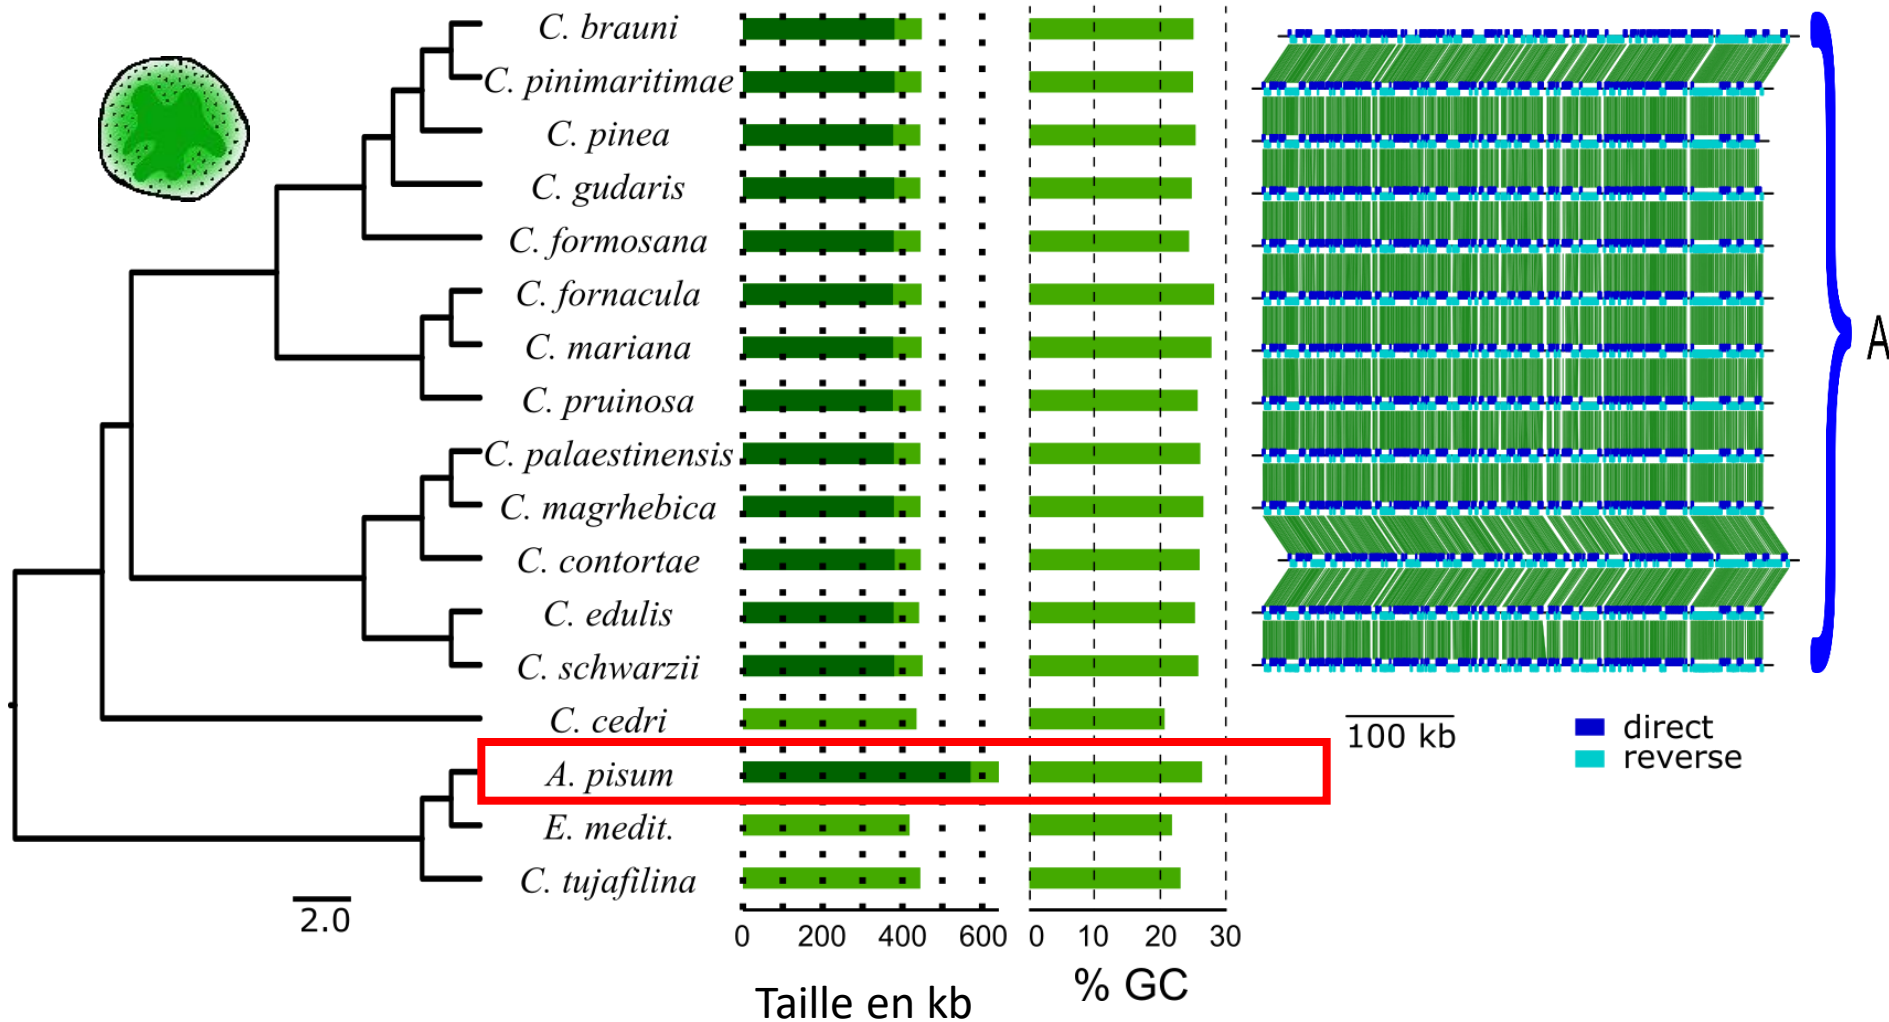 C. brauni
C. pinimaritimae
C. pinea
C. gudaris
C. formosana
C. fornacula
C. mariana
C. pruinosa
C. palaestinensis
C. magrhebica
C. contortae
C. edulis
C. schwarzii
C. cedri
A. pisum
E. medit.
C. tujafilina
2.0
0 200 400 600
Taille en kb
0 10 20 30
% GC
A
100 kb
direct
reverse